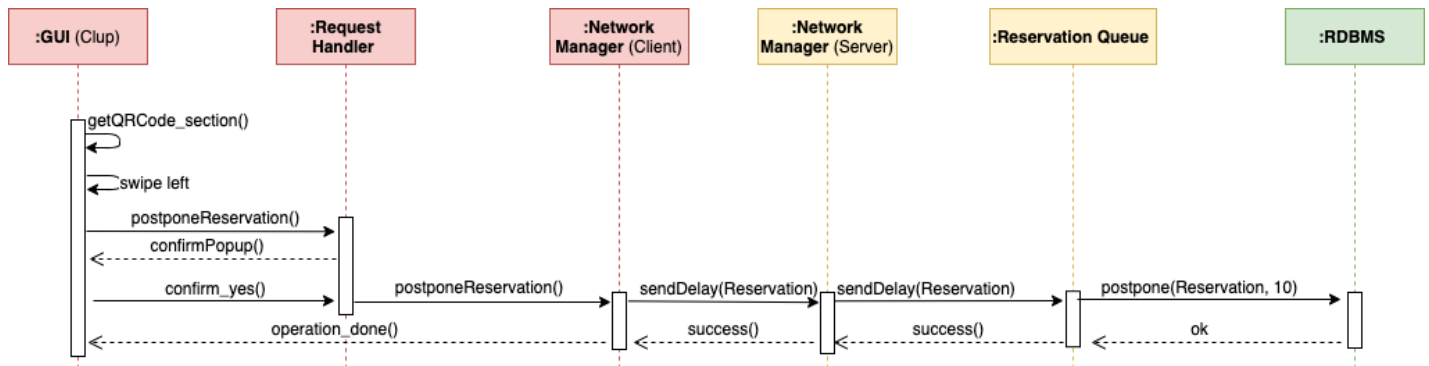 :GUI (Clup)
:Request
Handler
:Network
Manager (Client)
:Network
Manager (Server)
:Reservation Queue
:RDBMS
getQRCode_section()
swipe left
postponeReservation()
confirmPopup()
confirm_yes()
postponeReservation()
sendDelay(Reservation)
sendDelay(Reservation)
postpone(Reservation, 10)
operation_done()
success()
success()
ok